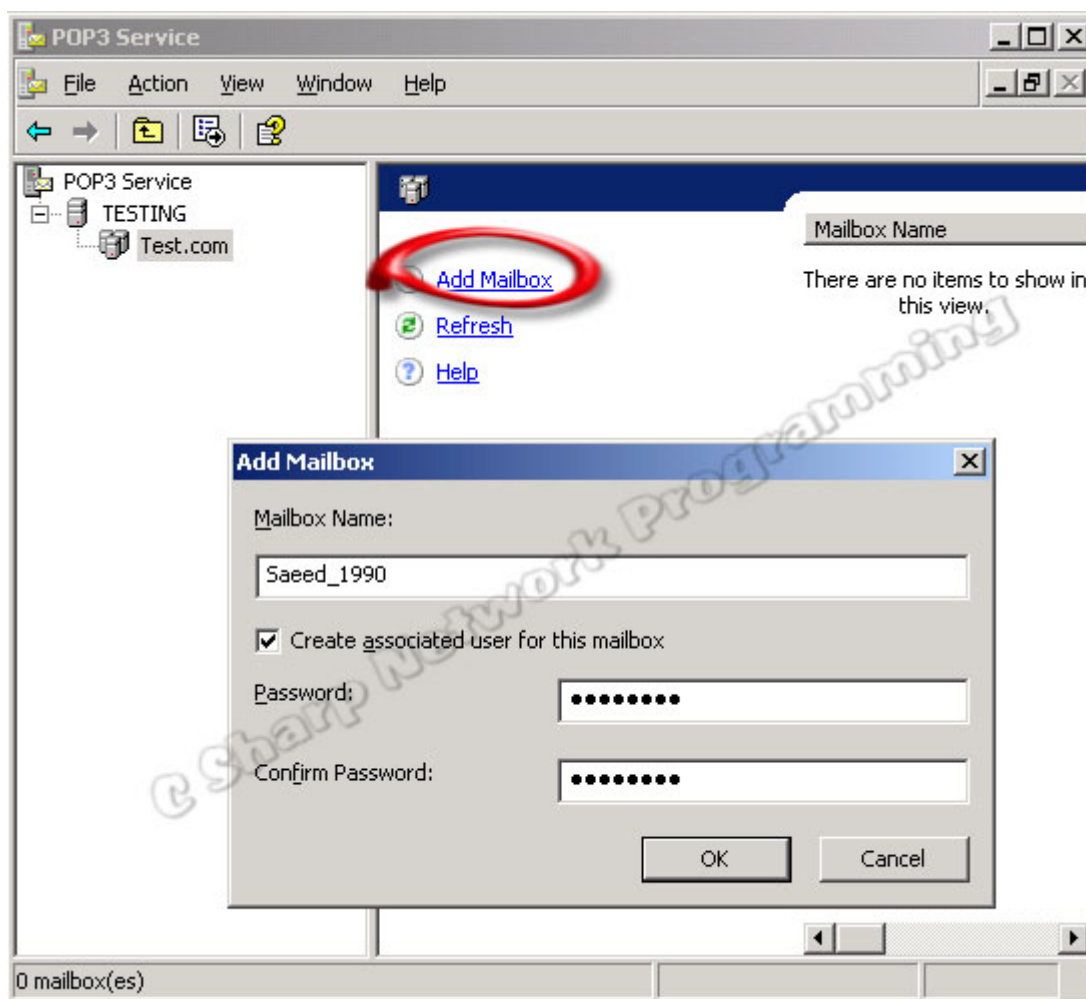 POP3 Service
File Action View Window Help
POP3 Service
TESTING
Test.com
Add Mailbox
Refresh
Help
Mailbox Name
There are no items to show in
this view.
Add Mailbox
Mailbox Name:
Saeed_1990
Create associated user for this mailbox
Password:
••••••••
Confirm Password:
••••••••
OK Cancel
0 mailbox(es)
C Sharp Network Programming